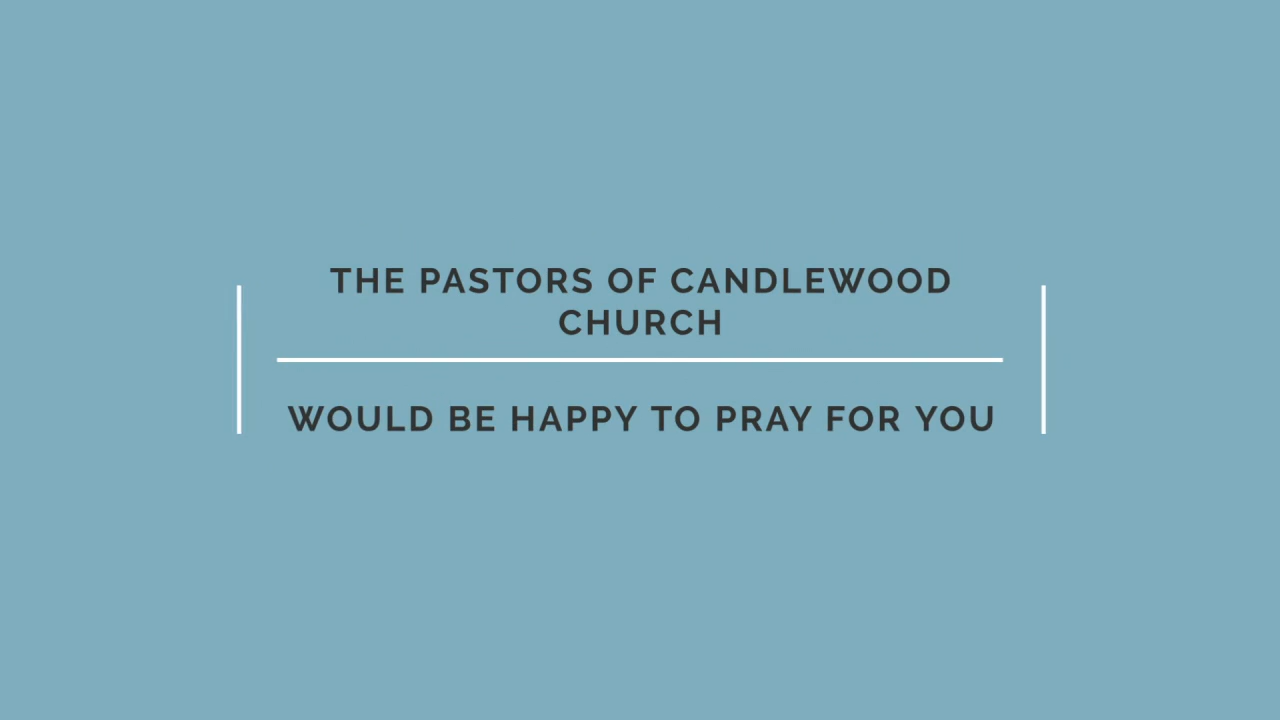 THE PASTORS OF CANDLEWOOD
CHURCH
WOULD BE HAPPY TO PRAY FOR YOU